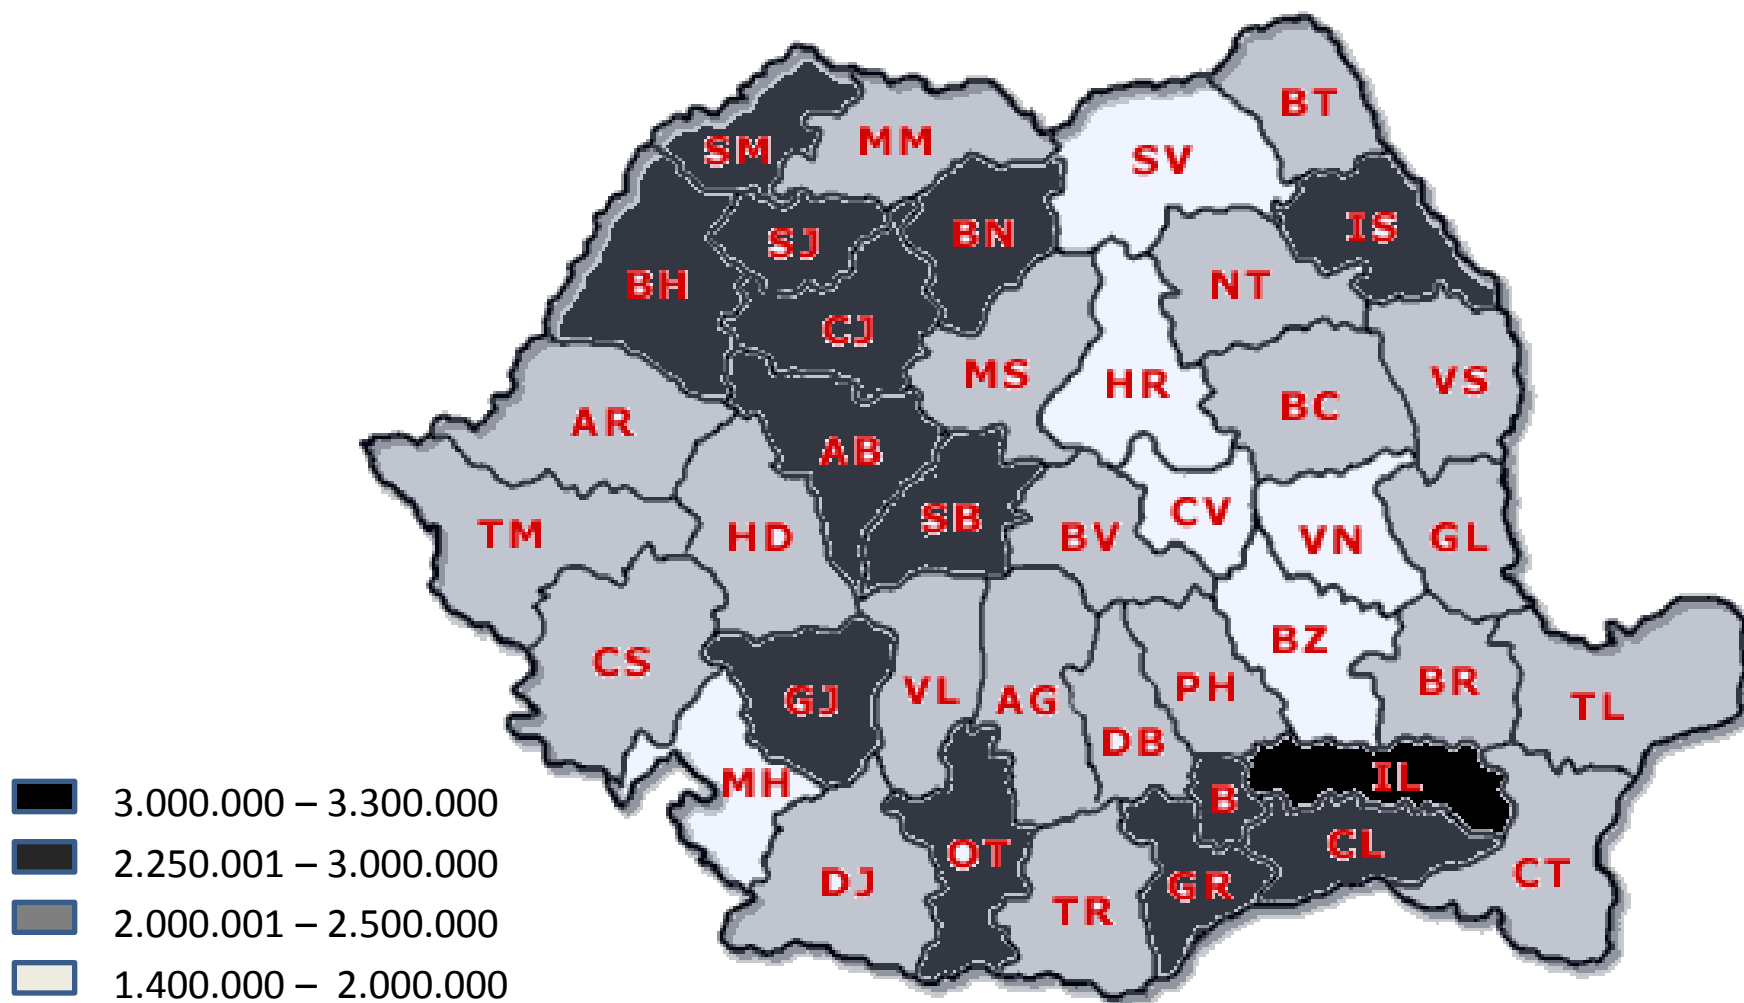 BT
MM
SM
SV
IS
BN
SJ
NT
BH
CJ
MS
VS
HR
BC
AR
AB
CV
SB
TM
HD
BV
VN
GL
BZ
CS
BR
PH
VL
AG
GJ
TL
DB
IL
MH
B
CL
OT
CT
DJ
GR
TR
3.000.000 – 3.300.000
2.250.001 – 3.000.000
2.000.001 – 2.500.000
1.400.000 – 2.000.000